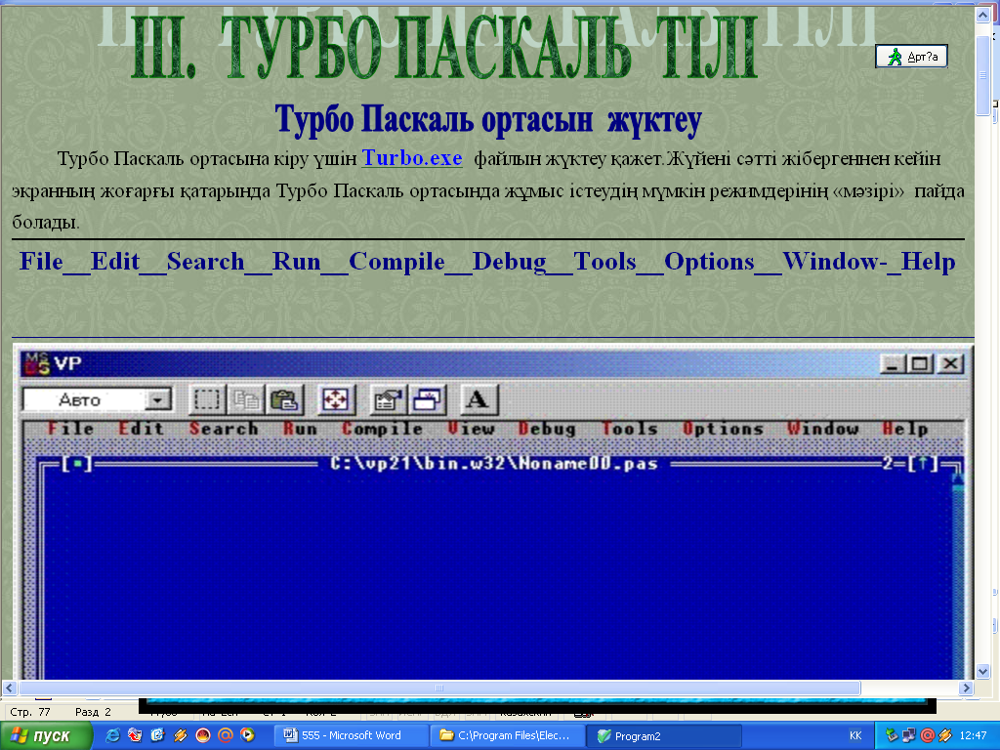 III. ТУРБО ПАСКАЛЬ ТІЛІ
Арт?а
Турбо Паскаль ортасын жүктеу
Турбо Паскаль ортасына кіру үшін Turbo.exe файлын жүктеу қажет.Жүйені сәтті жібергеннен кейін
экранның жоғарғы қатарында Турбо Паскаль ортасында жұмыс істеудің мүмкін режимдерінің «мәзірі» пайда
болады.
File__Edit__Search__Run__Compile__Debug__Tools__Options__Window-_Help
VP
Авто
A
File Edit Search Run Compile View Debug Tools Options Window Help
C:\vp21\bin.w32\Noname00.pas 2=[↑]
Стр. 77 Разд 2
пуск 555 - Microsoft Word C:\Program Files\Elec... Program2 KK 12:47